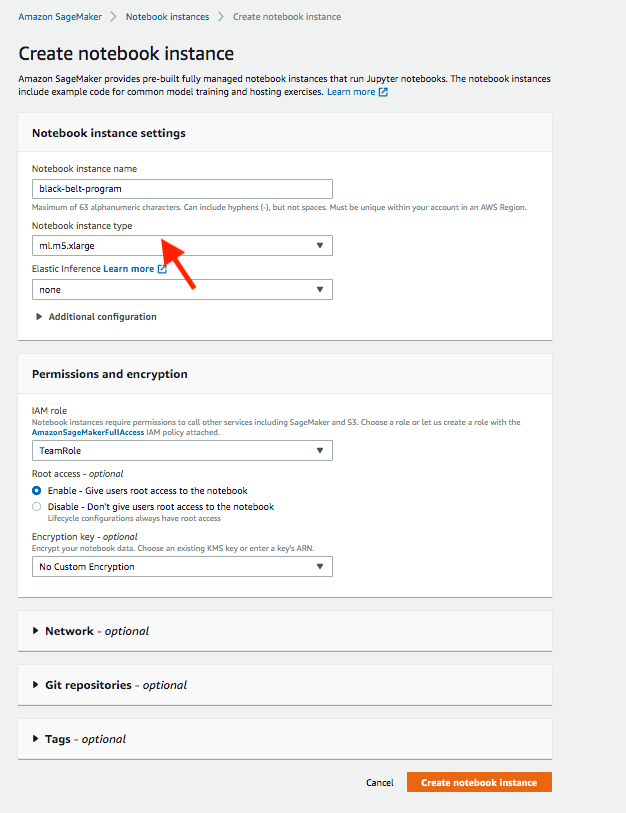 Amazon SageMaker > Notebook instances > Create notebook instance
Create notebook instance
Amazon SageMaker provides pre-built fully managed notebook instances that run Jupyter notebooks. The notebook instances
include example code for common model training and hosting exercises. Learn more
Notebook instance settings
Notebook instance name
black-belt-program
Maximum of 63 alphanumeric characters. Can include hyphens (-), but not spaces. Must be unique within your account in an AWS Region.
Notebook instance type
ml.m5.xlarge
Elastic Inference Learn more
none
Additional configuration
Permissions and encryption
IAM role
Notebook instances require permissions to call other services including SageMaker and S3. Choose a role or let us create a role with the
AmazonSageMakerFullAccess IAM policy attached.
TeamRole
Root access - optional
Enable - Give users root access to the notebook
Disable - Don't give users root access to the notebook
Lifecycle configurations always have root access
Encryption key - optional
Encrypt your notebook data. Choose an existing KMS key or enter a key's ARN.
No Custom Encryption
Network - optional
Git repositories - optional
Tags - optional
Cancel Create notebook instance